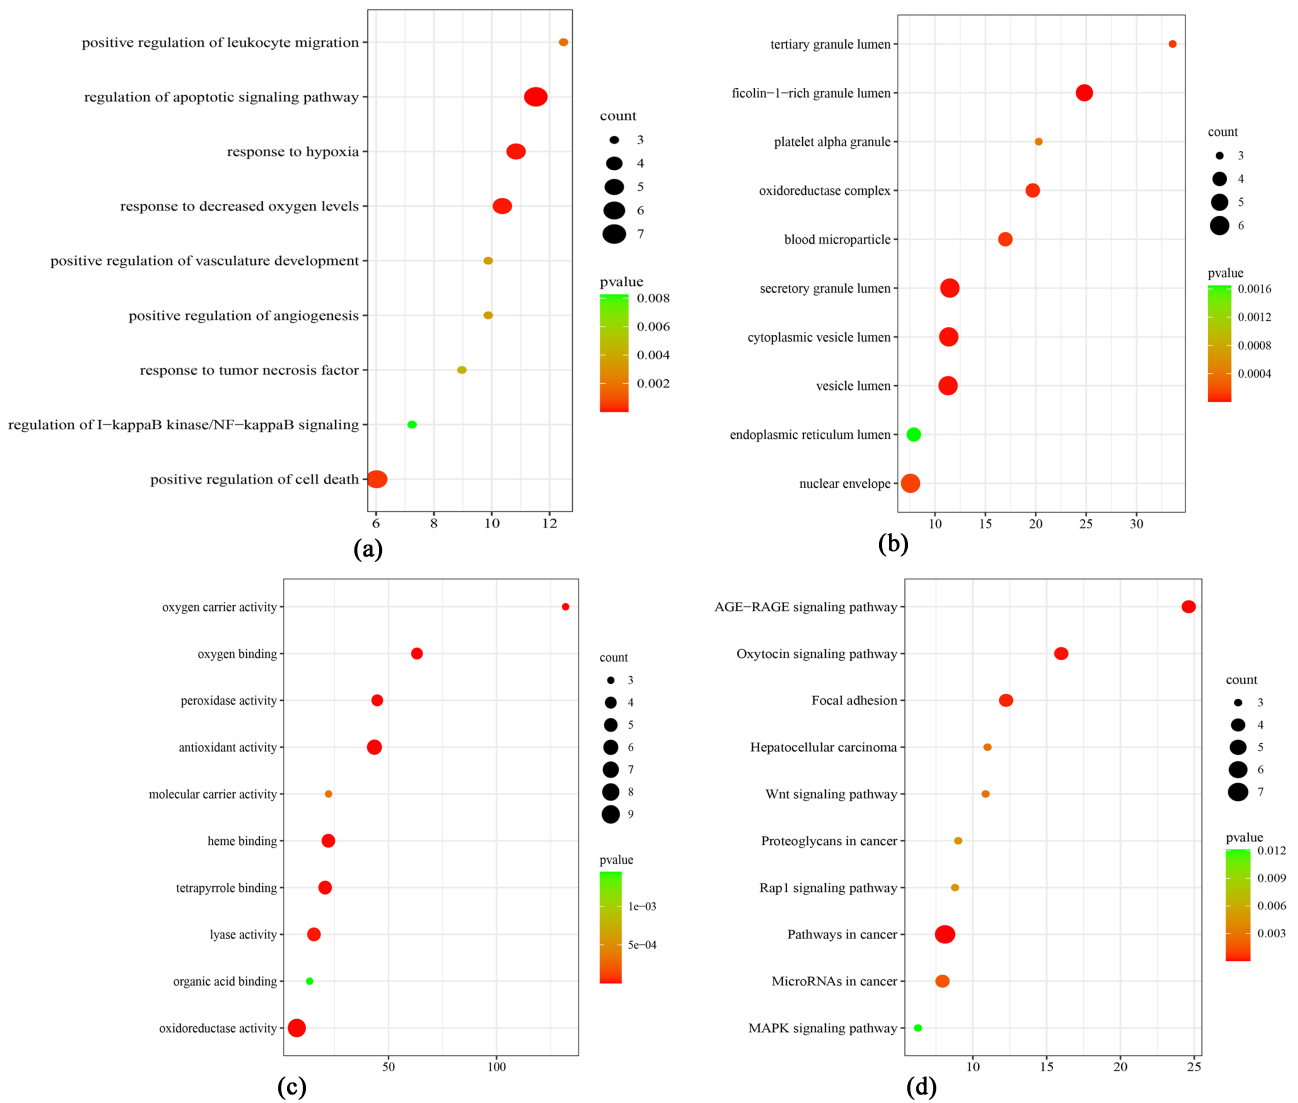 positive regulation of leukocyte migration
regulation of apoptotic signaling pathway
response to hypoxia
response to decreased oxygen levels
positive regulation of vasculature development
positive regulation of angiogenesis
response to tumor necrosis factor
regulation of I−kappaB kinase/NF−kappaB signaling
positive regulation of cell death
6 8 10 12
count
3
4
5
6
7
pvalue
0.008
0.006
0.004
0.002
(a)
tertiary granule lumen
ficolin−1−rich granule lumen
platelet alpha granule
oxidoreductase complex
blood microparticle
secretory granule lumen
cytoplasmic vesicle lumen
vesicle lumen
endoplasmic reticulum lumen
nuclear envelope
10 15 20 25 30
count
3
4
5
6
pvalue
0.0016
0.0012
0.0008
0.0004
(b)
oxygen carrier activity
oxygen binding
peroxidase activity
antioxidant activity
molecular carrier activity
heme binding
tetrapyrrole binding
lyase activity
organic acid binding
oxidoreductase activity
50 100
count
3
4
5
6
7
8
9
pvalue
1e−03
5e−04
(c)
AGE−RAGE signaling pathway
Oxytocin signaling pathway
Focal adhesion
Hepatocellular carcinoma
Wnt signaling pathway
Proteoglycans in cancer
Rap1 signaling pathway
Pathways in cancer
MicroRNAs in cancer
MAPK signaling pathway
10 15 20 25
count
3
4
5
6
7
pvalue
0.012
0.009
0.006
0.003
(d)